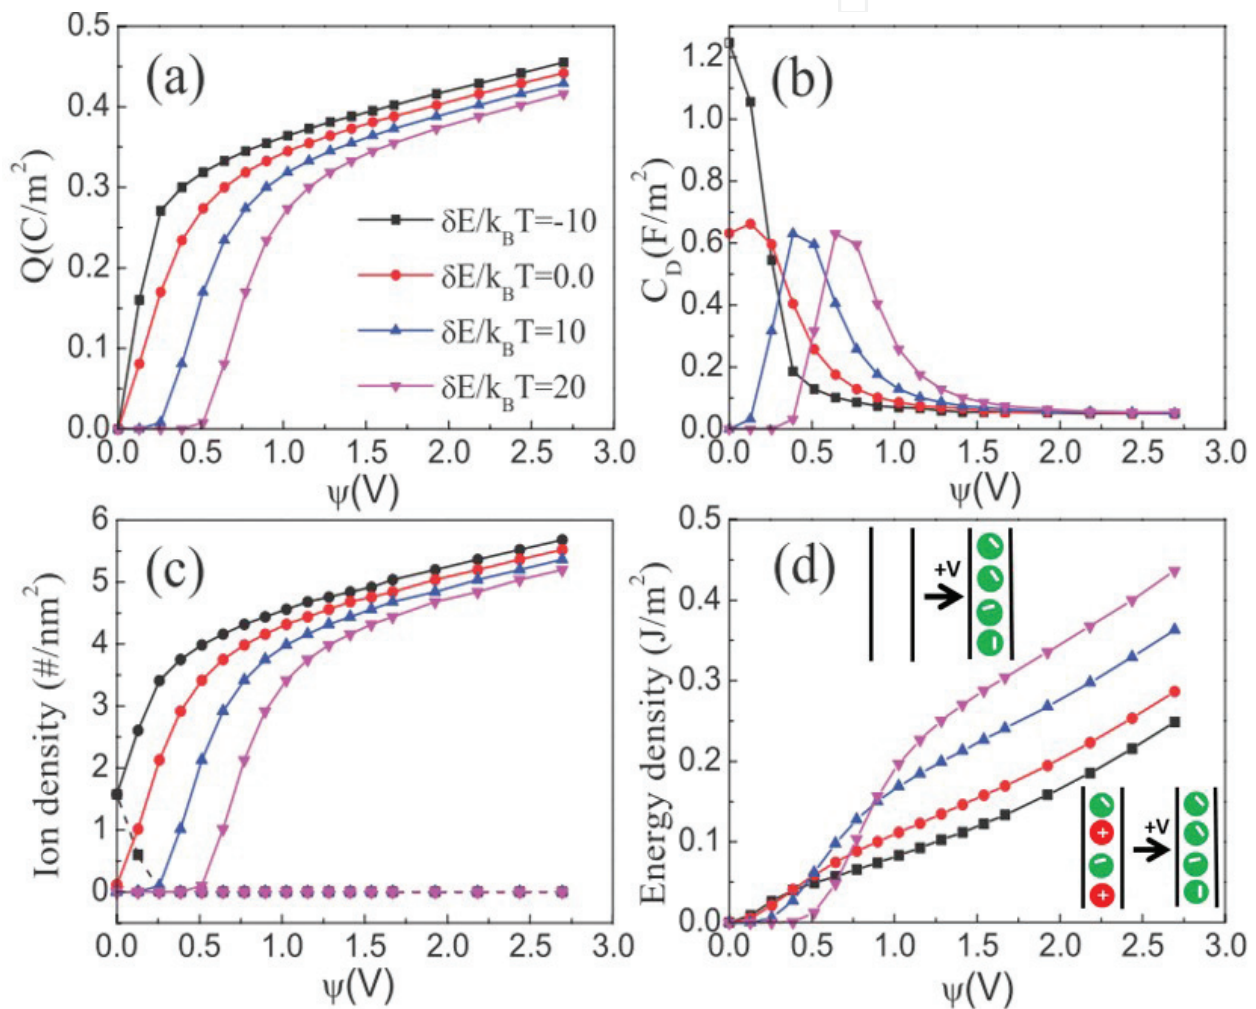 (a)
Q(C/m²)
0.5
0.4
0.3
0.2
0.1
0.0
δE/k_BT=-10
δE/k_BT=0.0
δE/k_BT=10
δE/k_BT=20
0.0 0.5 1.0 1.5 2.0 2.5 3.0
ψ(V)
(b)
C_D(F/m²)
1.2
1.0
0.8
0.6
0.4
0.2
0.0
0.0 0.5 1.0 1.5 2.0 2.5 3.0
ψ(V)
(c)
Ion density (#/nm²)
6
5
4
3
2
1
0
0.0 0.5 1.0 1.5 2.0 2.5 3.0
ψ(V)
(d)
Energy density (J/m²)
0.5
0.4
0.3
0.2
0.1
0.0
+V
+
+V
+
0.0 0.5 1.0 1.5 2.0 2.5 3.0
ψ(V)